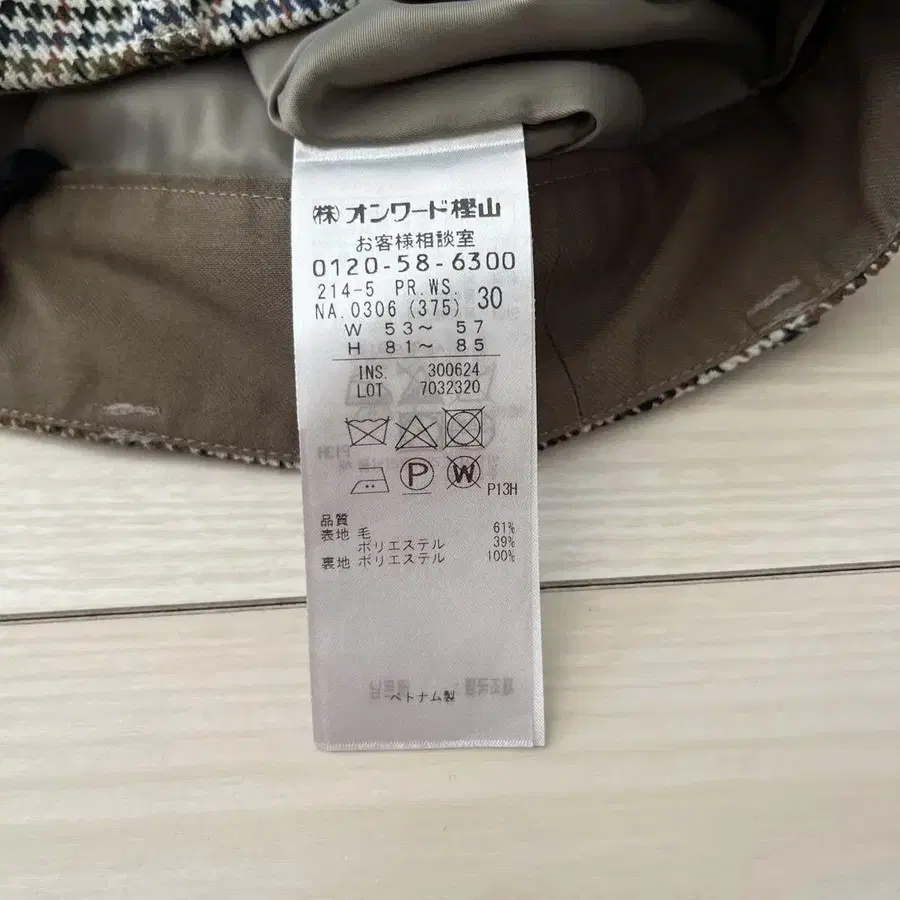 (株)オンワード樫山
お客様相談室
0120-58-6300
214-5 PR.WS.
NA.0306 (375) 30
W 53～ 57
H 81～ 85
INS. 300624
LOT 7032320
P W
P13H
品質
表地 毛 61%
ポリエステル 39%
裏地 ポリエステル 100%
ベトナム製